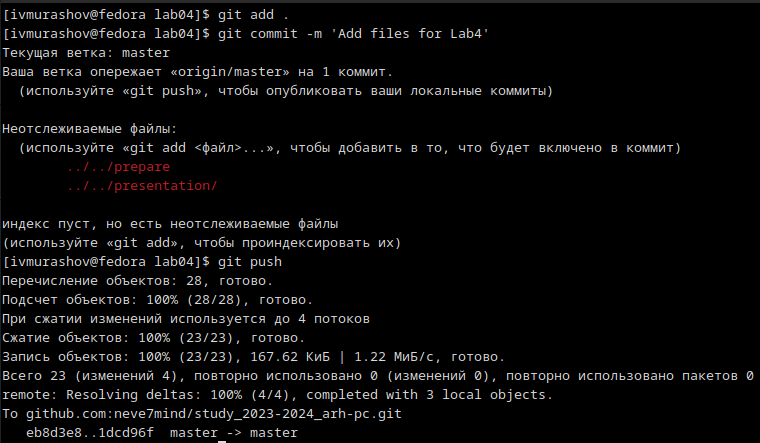 [ivmurashov@fedora lab04]$ git add .
[ivmurashov@fedora lab04]$ git commit -m 'Add files for Lab4'
Текущая ветка: master
Ваша ветка опережает «origin/master» на 1 коммит.
  (используйте «git push», чтобы опубликовать ваши локальные коммиты)

Неотслеживаемые файлы:
  (используйте «git add <файл>...», чтобы добавить в то, что будет включено в коммит)
        ../../prepare
        ../../presentation/

индекс пуст, но есть неотслеживаемые файлы
(используйте «git add», чтобы проиндексировать их)
[ivmurashov@fedora lab04]$ git push
Перечисление объектов: 28, готово.
Подсчет объектов: 100% (28/28), готово.
При сжатии изменений используется до 4 потоков
Сжатие объектов: 100% (23/23), готово.
Запись объектов: 100% (23/23), 167.62 КиБ | 1.22 МиБ/с, готово.
Всего 23 (изменений 4), повторно использовано 0 (изменений 0), повторно использовано пакетов 0
remote: Resolving deltas: 100% (4/4), completed with 3 local objects.
To github.com:neve7mind/study_2023-2024_arh-pc.git
   eb8d3e8..1dcd96f  master -> master